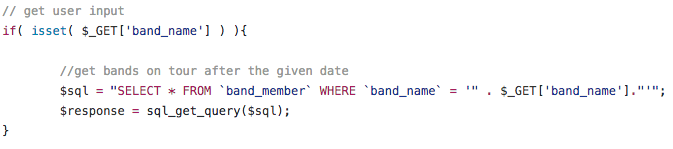 // get user input
if( isset( $_GET['band_name'] ) ){
//get bands on tour after the given date
$sql = "SELECT * FROM `band_member` WHERE `band_name` = '" . $_GET['band_name']."'";
$response = sql_get_query($sql);
}